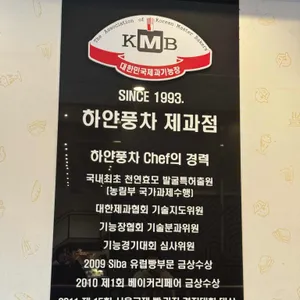 The Association of Korean Master Bakers
KMB
대한민국제과기능장
SINCE 1993.
하얀풍차 제과점
하얀풍차 Chef의 경력
국내최초 천연효모 발굴특허출원
(농림부 국가과제수행)
대한제과협회 기술지도위원
기능장협회 기술분과위원
기능경기대회 심사위원
2009 Siba 유럽빵부문 금상수상
2010 제1회 베이커리페어 금상수상